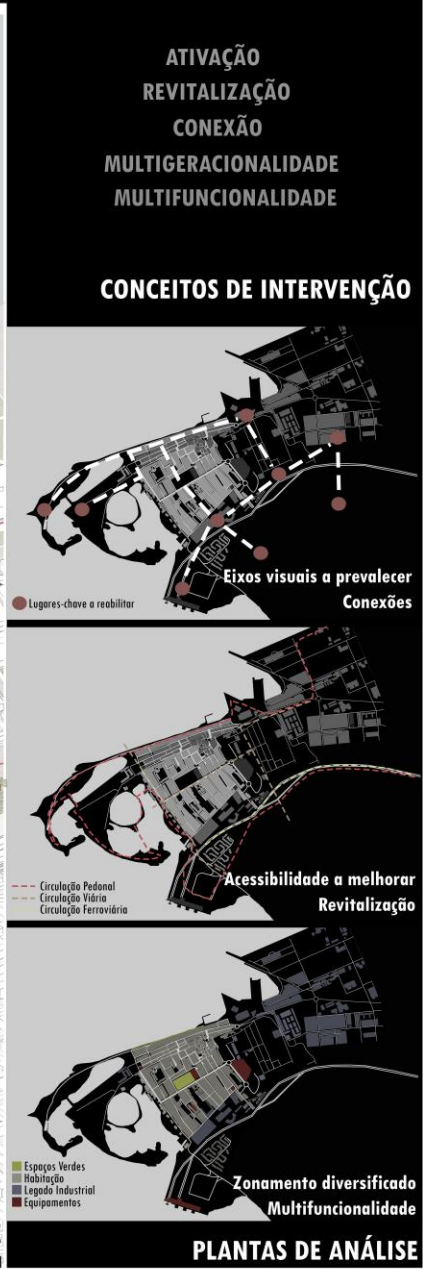 ATIVAÇÃO
REVITALIZAÇÃO
CONEXÃO
MULTIGERACIONALIDADE
MULTIFUNCIONALIDADE
CONCEITOS DE INTERVENÇÃO
Lugares-chave a reabilitar
Eixos visuais a prevalecer
Conexões
Circulação Pedonal
Circulação Viária
Circulação Ferroviária
Acessibilidade a melhorar
Revitalização
Espaços Verdes
Habitação
Legado Industrial
Equipamentos
Zonamento diversificado
Multifuncionalidade
PLANTAS DE ANÁLISE